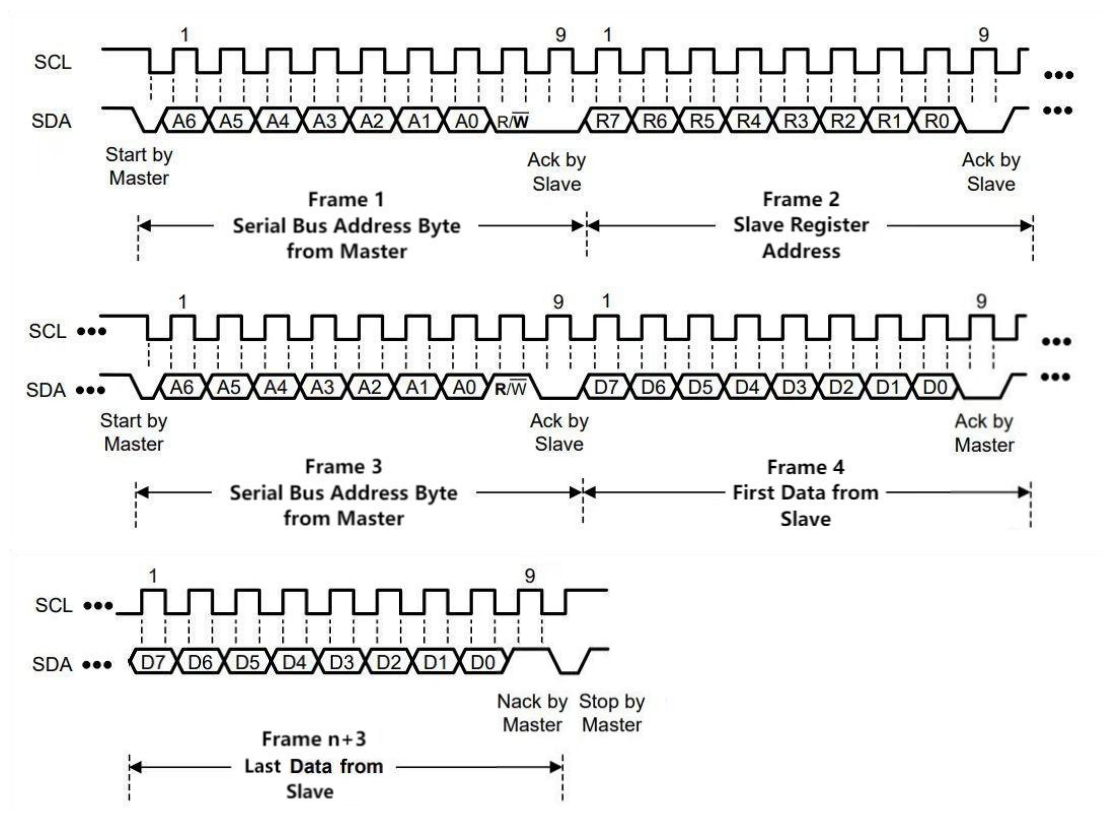 1 9 1 9
SCL •••
SDA A6 A5 A4 A3 A2 A1 A0 R/W̅ R7 R6 R5 R4 R3 R2 R1 R0 •••
Start by Master
Ack by Slave
Ack by Slave
Frame 1
Serial Bus Address Byte
from Master
Frame 2
Slave Register
Address
1 9 1 9
SCL ••• •••
SDA ••• A6 A5 A4 A3 A2 A1 A0 R/W̅ D7 D6 D5 D4 D3 D2 D1 D0 •••
Start by Master
Ack by Slave
Ack by Master
Frame 3
Serial Bus Address Byte
from Master
Frame 4
First Data from
Slave
1 9
SCL •••
SDA ••• D7 D6 D5 D4 D3 D2 D1 D0
Nack by Master
Stop by Master
Frame n+3
Last Data from
Slave